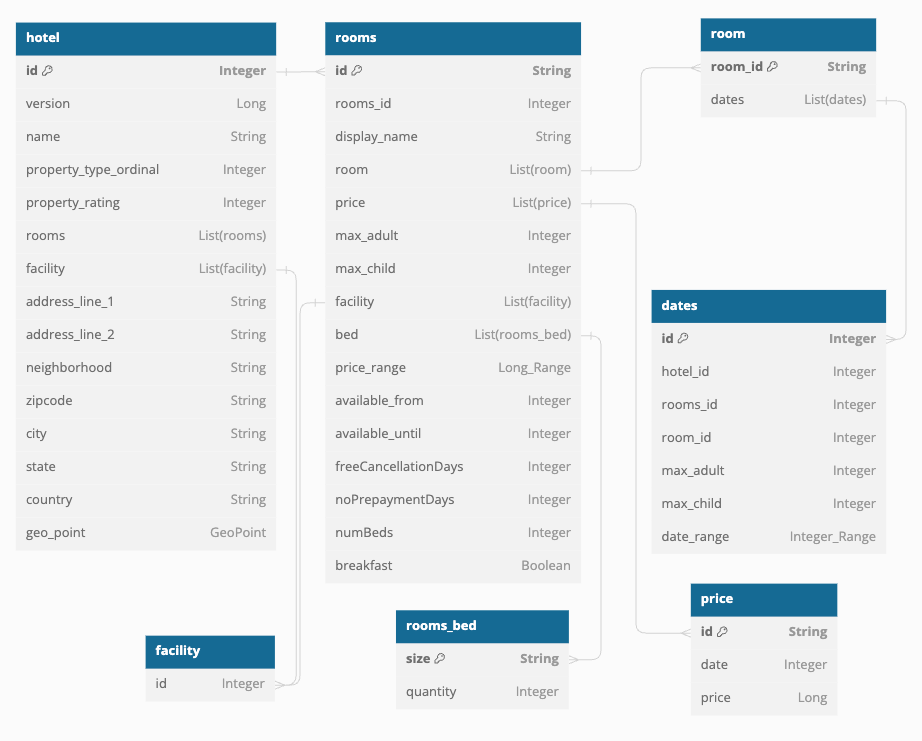 hotel
id Integer
version Long
name String
property_type_ordinal Integer
property_rating Integer
rooms List(rooms)
facility List(facility)
address_line_1 String
address_line_2 String
neighborhood String
zipcode String
city String
state String
country String
geo_point GeoPoint
rooms
id String
rooms_id Integer
display_name String
room List(room)
price List(price)
max_adult Integer
max_child Integer
facility List(facility)
bed List(rooms_bed)
price_range Long_Range
available_from Integer
available_until Integer
freeCancellationDays Integer
noPrepaymentDays Integer
numBeds Integer
breakfast Boolean
room
room_id String
dates List(dates)
dates
id Integer
hotel_id Integer
rooms_id Integer
room_id Integer
max_adult Integer
max_child Integer
date_range Integer_Range
price
id String
date Integer
price Long
rooms_bed
size String
quantity Integer
facility
id Integer